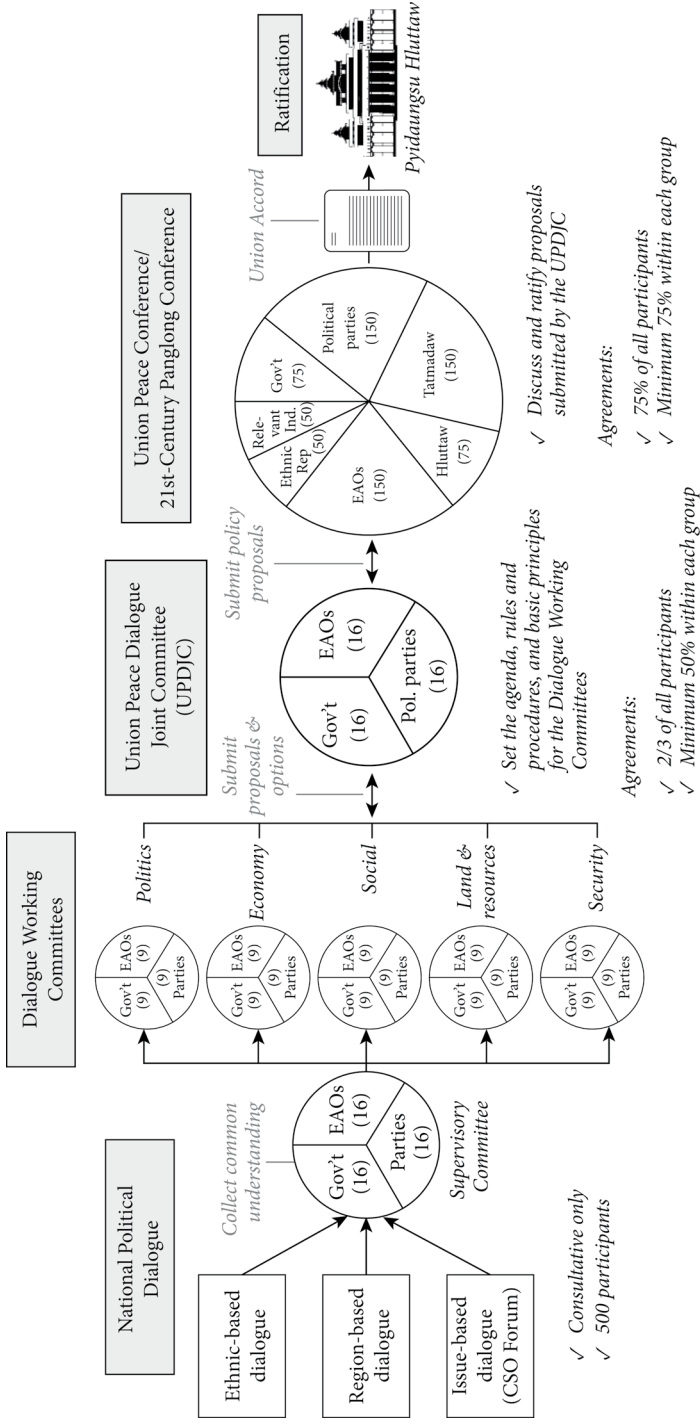 National Political
Dialogue
Ethnic-based
dialogue
Region-based
dialogue
Issue-based
dialogue
(CSO Forum)
✓ Consultative only
✓ 500 participants
Collect common
understanding
Gov't
(16)
EAOs
(16)
Parties
(16)
Supervisory
Committee
Dialogue Working
Committees
Gov't
(9)
EAOs
(9)
(9)
Parties
Politics
Gov't
(9)
EAOs
(9)
(9)
Parties
Economy
Gov't
(9)
EAOs
(9)
(9)
Parties
Social
Gov't
(9)
EAOs
(9)
(9)
Parties
Land &
resources
Gov't
(9)
EAOs
(9)
(9)
Parties
Security
Union Peace Dialogue
Joint Committee
(UPDJC)
Submit
proposals &
options
Gov't
(16)
EAOs
(16)
Pol. parties
(16)
✓ Set the agenda, rules and
procedures, and basic principles
for the Dialogue Working
Committees
Agreements:
✓ 2/3 of all participants
✓ Minimum 50% within each group
Union Peace Conference/
21st-Century Panglong Conference
Submit policy
proposals
Ethnic
Rep
(50)
Rele-
vant
Ind.
(50)
Gov't
(75)
Political
parties
(150)
Tatmadaw
(150)
Hluttaw
(75)
EAOs
(150)
✓ Discuss and ratify proposals
submitted by the UPDJC
Agreements:
✓ 75% of all participants
✓ Minimum 75% within each group
Union Accord
Ratification
Pyidaungsu Hluttaw